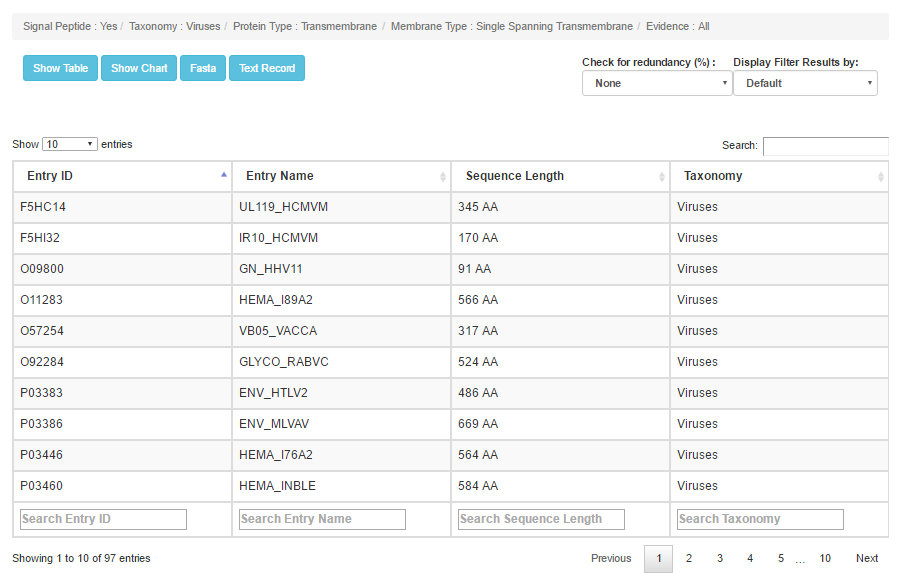 Signal Peptide : Yes / Taxonomy : Viruses / Protein Type : Transmembrane / Membrane Type : Single Spanning Transmembrane / Evidence : All
Check for redundancy (%) : Display Filter Results by:
Show Table Show Chart Fasta Text Record None Default
Show 10 entries Search:
Entry ID Entry Name Sequence Length Taxonomy
F5HC14 UL119_HCMVM 345 AA Viruses
F5HI32 IR10_HCMVM 170 AA Viruses
O09800 GN_HHV11 91 AA Viruses
O11283 HEMA_I89A2 566 AA Viruses
O57254 VB05_VACCA 317 AA Viruses
O92284 GLYCO_RABVC 524 AA Viruses
P03383 ENV_HTLV2 486 AA Viruses
P03386 ENV_MLVAV 669 AA Viruses
P03446 HEMA_I76A2 564 AA Viruses
P03460 HEMA_INBLE 584 AA Viruses
Search Entry ID Search Entry Name Search Sequence Length Search Taxonomy
Showing 1 to 10 of 97 entries Previous 1 2 3 4 5 ... 10 Next